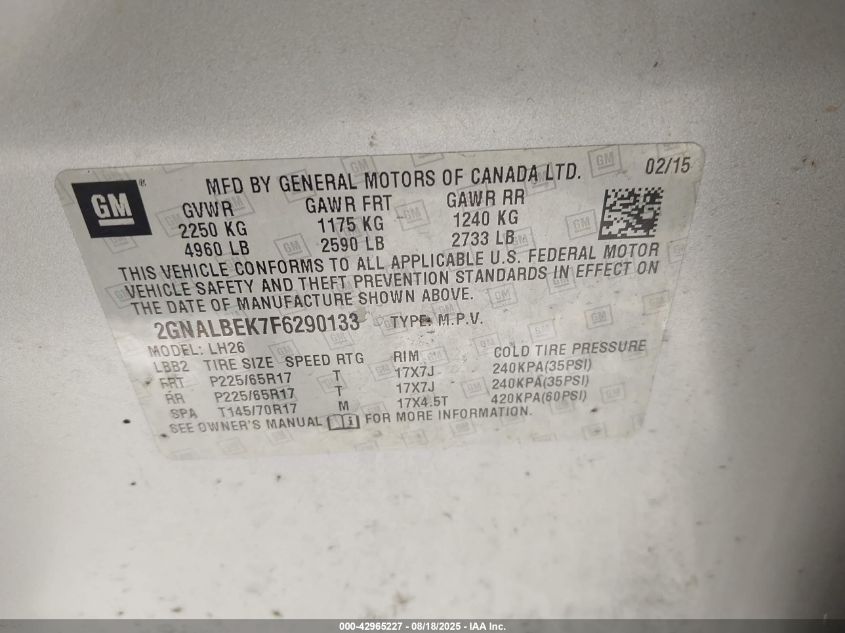 GM ® MFD BY GENERAL MOTORS OF CANADA LTD. 02/15
GVWR GAWR FRT GAWR RR
2250 KG 1175 KG 1240 KG
4960 LB 2590 LB 2733 LB
THIS VEHICLE CONFORMS TO ALL APPLICABLE U.S. FEDERAL MOTOR
VEHICLE SAFETY AND THEFT PREVENTION STANDARDS IN EFFECT ON
THE DATE OF MANUFACTURE SHOWN ABOVE.
2GNALBEK7F6290133 TYPE: M.P.V.
MODEL: LH26
LBB2 TIRE SIZE SPEED RTG RIM COLD TIRE PRESSURE
FRT P225/65R17 T 17X7J 240KPA(35PSI)
RR P225/65R17 T 17X7J 240KPA(35PSI)
SPA T145/70R17 M 17X4.5T 420KPA(60PSI)
SEE OWNER'S MANUAL i FOR MORE INFORMATION.
000-42965227 - 08/18/2025 - IAA Inc.